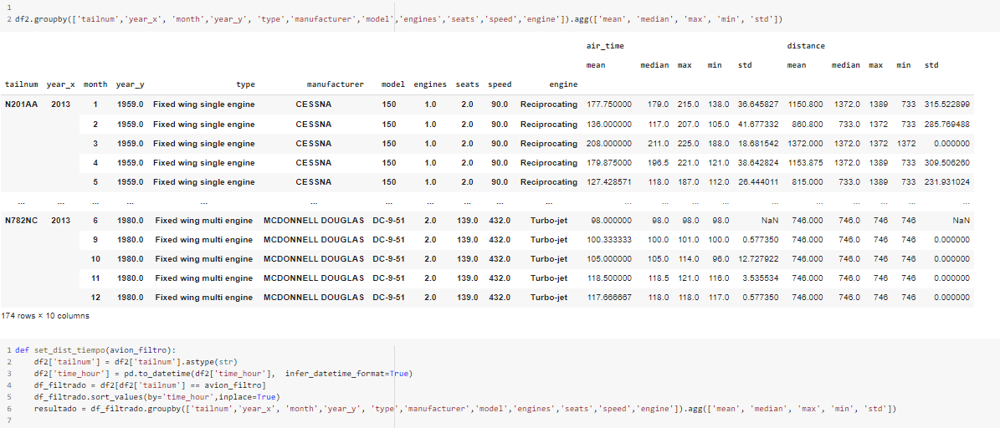 1
2 df2.groupby(['tailnum','year_x', 'month','year_y', 'type','manufacturer','model','engines','seats','speed','engine']).agg(['mean', 'median', 'max', 'min', 'std'])
air_time distance
mean median max min std mean median max min std
tailnum year_x month year_y type manufacturer model engines seats speed engine
N201AA 2013 1 1959.0 Fixed wing single engine CESSNA 150 1.0 2.0 90.0 Reciprocating 177.750000 179.0 215.0 138.0 36.645827 1150.800 1372.0 1389 733 315.522899
2 1959.0 Fixed wing single engine CESSNA 150 1.0 2.0 90.0 Reciprocating 136.000000 117.0 207.0 105.0 41.677332 860.800 733.0 1372 733 285.769488
3 1959.0 Fixed wing single engine CESSNA 150 1.0 2.0 90.0 Reciprocating 208.000000 211.0 225.0 188.0 18.681542 1372.000 1372.0 1372 1372 0.000000
4 1959.0 Fixed wing single engine CESSNA 150 1.0 2.0 90.0 Reciprocating 179.875000 196.5 221.0 121.0 38.642824 1153.875 1372.0 1389 733 309.506260
5 1959.0 Fixed wing single engine CESSNA 150 1.0 2.0 90.0 Reciprocating 127.428571 118.0 187.0 112.0 26.444011 815.000 733.0 1389 733 231.931024
... ... ... ... ... ... ... ... ... ... ... ... ... ... ... ... ... ... ... ... ...
N782NC 2013 6 1980.0 Fixed wing multi engine MCDONNELL DOUGLAS DC-9-51 2.0 139.0 432.0 Turbo-jet 98.000000 98.0 98.0 98.0 NaN 746.000 746.0 746 746 NaN
9 1980.0 Fixed wing multi engine MCDONNELL DOUGLAS DC-9-51 2.0 139.0 432.0 Turbo-jet 100.333333 100.0 101.0 100.0 0.577350 746.000 746.0 746 746 0.000000
10 1980.0 Fixed wing multi engine MCDONNELL DOUGLAS DC-9-51 2.0 139.0 432.0 Turbo-jet 105.000000 105.0 114.0 96.0 12.727922 746.000 746.0 746 746 0.000000
11 1980.0 Fixed wing multi engine MCDONNELL DOUGLAS DC-9-51 2.0 139.0 432.0 Turbo-jet 118.500000 118.5 121.0 116.0 3.535534 746.000 746.0 746 746 0.000000
12 1980.0 Fixed wing multi engine MCDONNELL DOUGLAS DC-9-51 2.0 139.0 432.0 Turbo-jet 117.666667 118.0 118.0 117.0 0.577350 746.000 746.0 746 746 0.000000
174 rows × 10 columns
1 def set_dist_tiempo(avion_filtro):
2 df2['tailnum'] = df2['tailnum'].astype(str)
3 df2['time_hour'] = pd.to_datetime(df2['time_hour'], infer_datetime_format=True)
4 df_filtrado = df2[df2['tailnum'] == avion_filtro]
5 df_filtrado.sort_values(by='time_hour',inplace=True)
6 resultado = df_filtrado.groupby(['tailnum','year_x', 'month','year_y', 'type','manufacturer','model','engines','seats','speed','engine']).agg(['mean', 'median', 'max', 'min', 'std'])
7